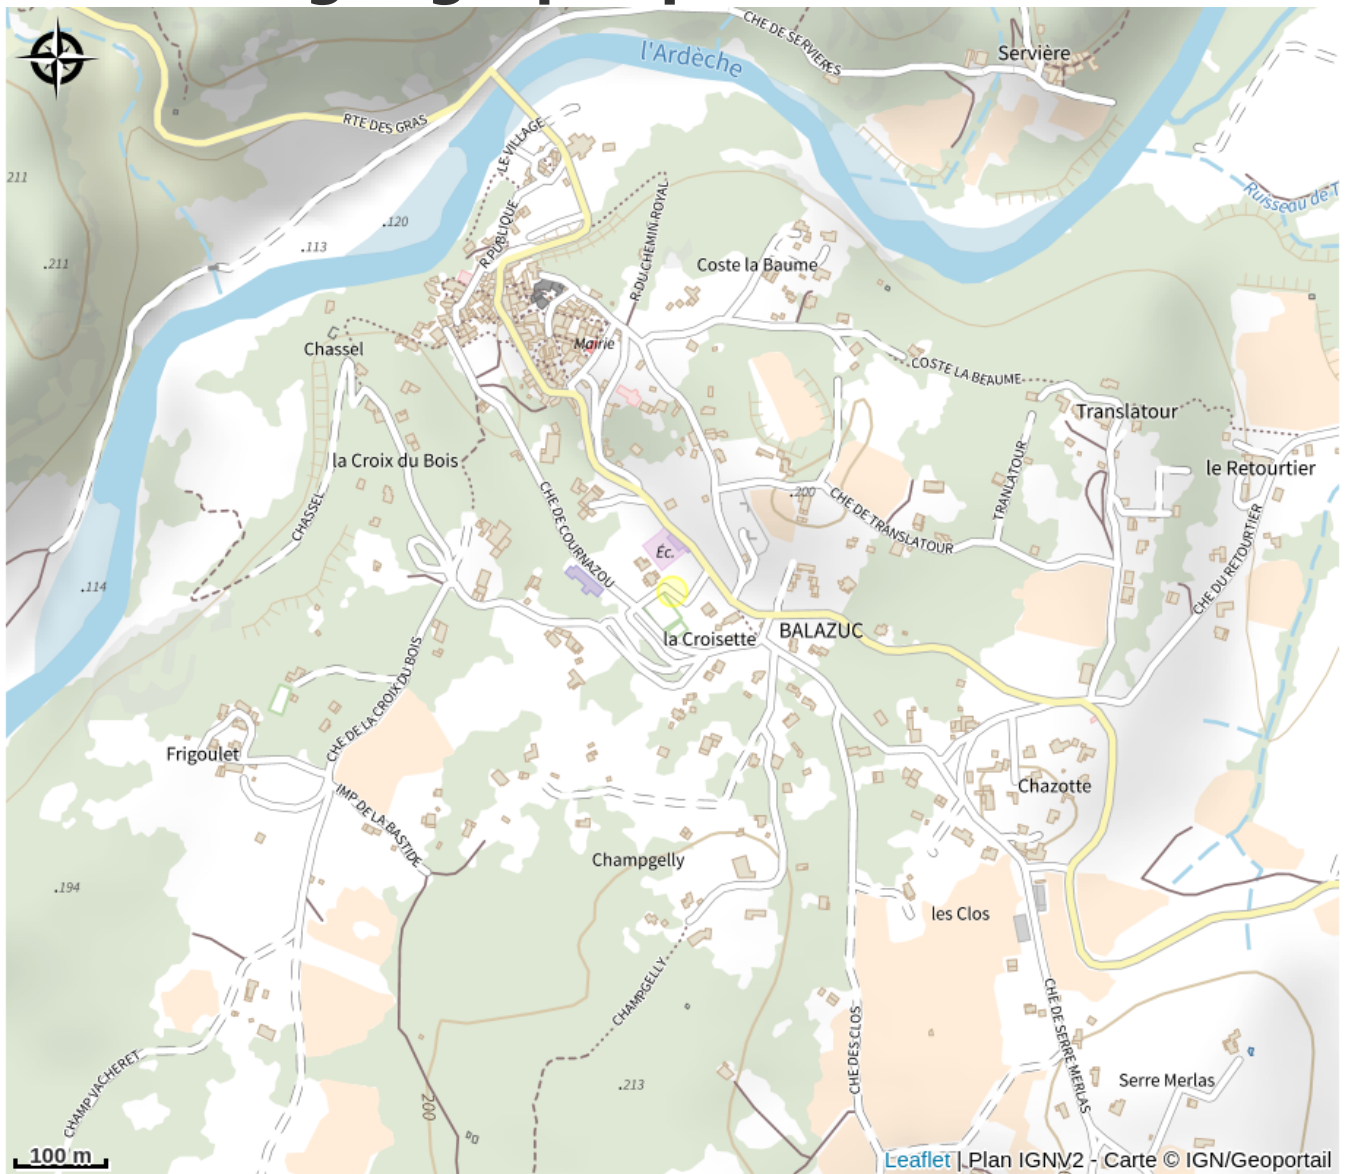 CHE DE SERVIERES
Servière
l'Ardèche
RTE DES GRAS
LE VILLAGE
211
.120
.113
R PUBLIQUE
R DU CHEMIN ROYAL
Ruisseau de T
.211
Coste la Baume
Chassel
Mairie
COSTE LA BEAUME
Translatour
la Croix du Bois
le Retourtier
CHASSEL
CHE DE COURNAZOU
.200
CHE DE TRANSLATOUR
TRANLATOUR
CHE DU RETOURTIER
Éc.
.114
la Croisette
BALAZUC
CHE DE LA CROIX DU BOIS
Frigoulet
IMP DE LA BASTIDE
Chazotte
Champgelly
.194
les Clos
CHAMPGELLY
CHE DES CLOS
CHE DE SERRE MERLAS
CHAMP VACHERET
200
.213
Serre Merlas
100 m
Leaflet | Plan IGNV2 - Carte © IGN/Geoportail